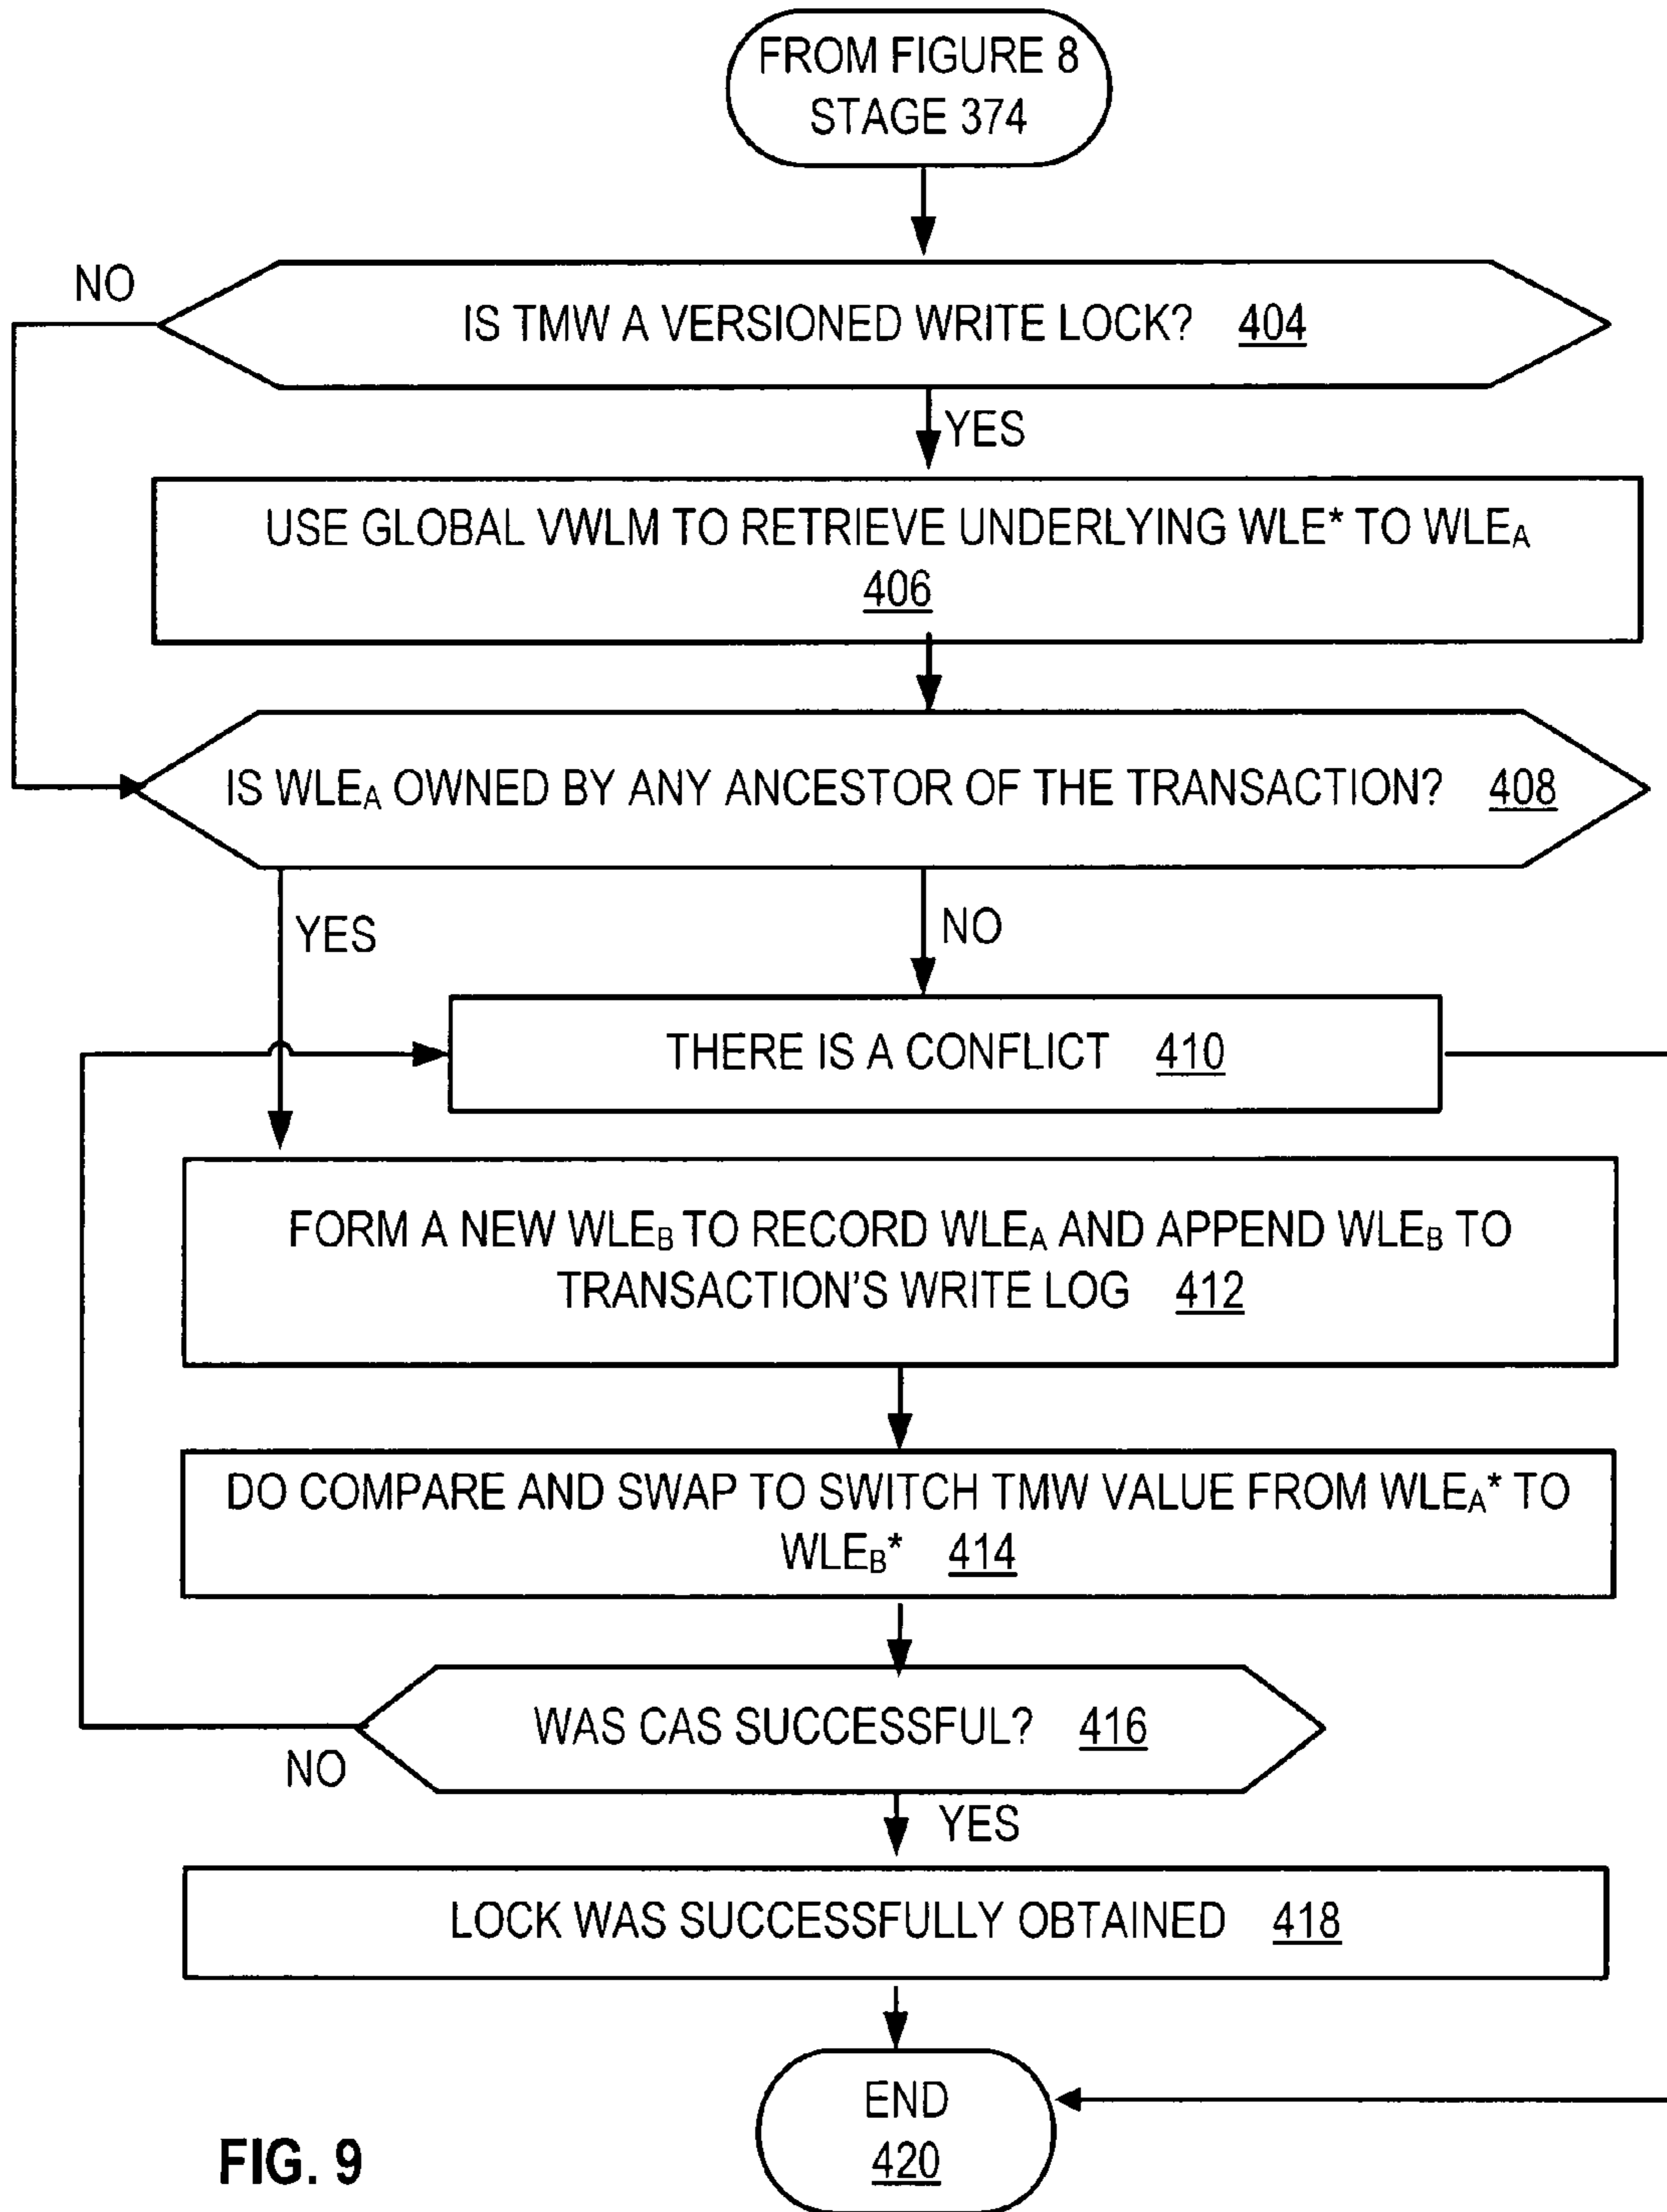 FROM FIGURE 8
STAGE 374
NO
IS TMW A VERSIONED WRITE LOCK? 404
YES
USE GLOBAL VWLM TO RETRIEVE UNDERLYING WLE* TO WLEA
406
IS WLEA OWNED BY ANY ANCESTOR OF THE TRANSACTION? 408
YES
NO
THERE IS A CONFLICT 410
FORM A NEW WLEB TO RECORD WLEA AND APPEND WLEB TO
TRANSACTION'S WRITE LOG 412
DO COMPARE AND SWAP TO SWITCH TMW VALUE FROM WLEA* TO
WLEB* 414
WAS CAS SUCCESSFUL? 416
NO
YES
LOCK WAS SUCCESSFULLY OBTAINED 418
END
420
FIG. 9